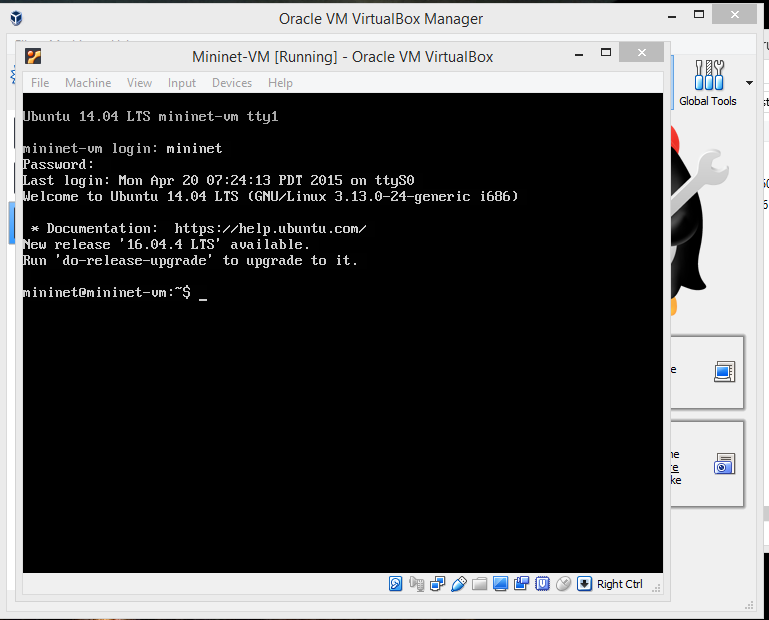 Oracle VM VirtualBox Manager
Mininet-VM [Running] - Oracle VM VirtualBox
File Machine View Input Devices Help
Global Tools
Ubuntu 14.04 LTS mininet-vm tty1
mininet-vm login: mininet
Password:
Last login: Mon Apr 20 07:24:13 PDT 2015 on ttyS0
Welcome to Ubuntu 14.04 LTS (GNU/Linux 3.13.0-24-generic i686)
* Documentation: https://help.ubuntu.com/
New release '16.04.4 LTS' available.
Run 'do-release-upgrade' to upgrade to it.
mininet@mininet-vm:~$ _
Right Ctrl